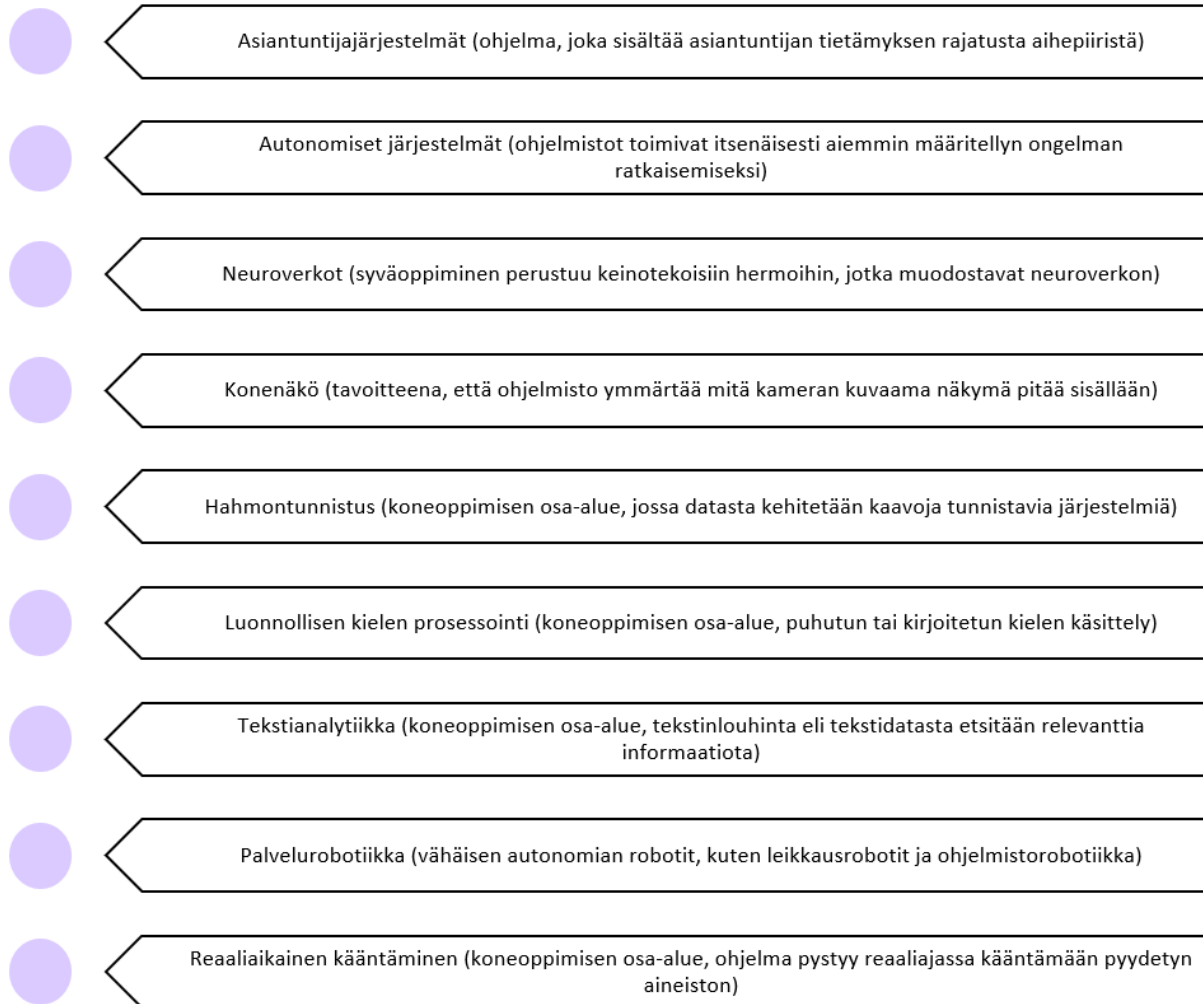 Asiantuntijajärjestelmät (ohjelma, joka sisältää asiantuntijan tietämyksen rajatusta aihepiiristä)
Autonomiset järjestelmät (ohjelmistot toimivat itsenäisesti aiemmin määritellyn ongelman
ratkaisemiseksi)
Neuroverkot (syväoppiminen perustuu keinotekoisiin hermoihin, jotka muodostavat neuroverkon)
Konenäkö (tavoitteena, että ohjelmisto ymmärtää mitä kameran kuvaama näkymä pitää sisällään)
Hahmontunnistus (koneoppimisen osa-alue, jossa datasta kehitetään kaavoja tunnistavia järjestelmiä)
Luonnollisen kielen prosessointi (koneoppimisen osa-alue, puhutun tai kirjoitetun kielen käsittely)
Tekstianalytiikka (koneoppimisen osa-alue, tekstinlouhinta eli tekstidatasta etsitään relevanttia
informaatiota)
Palvelurobotiikka (vähäisen autonomian robotit, kuten leikkausrobotit ja ohjelmistorobotiikka)
Reaaliaikainen kääntäminen (koneoppimisen osa-alue, ohjelma pystyy reaaliajassa kääntämään pyydetyn
aineiston)